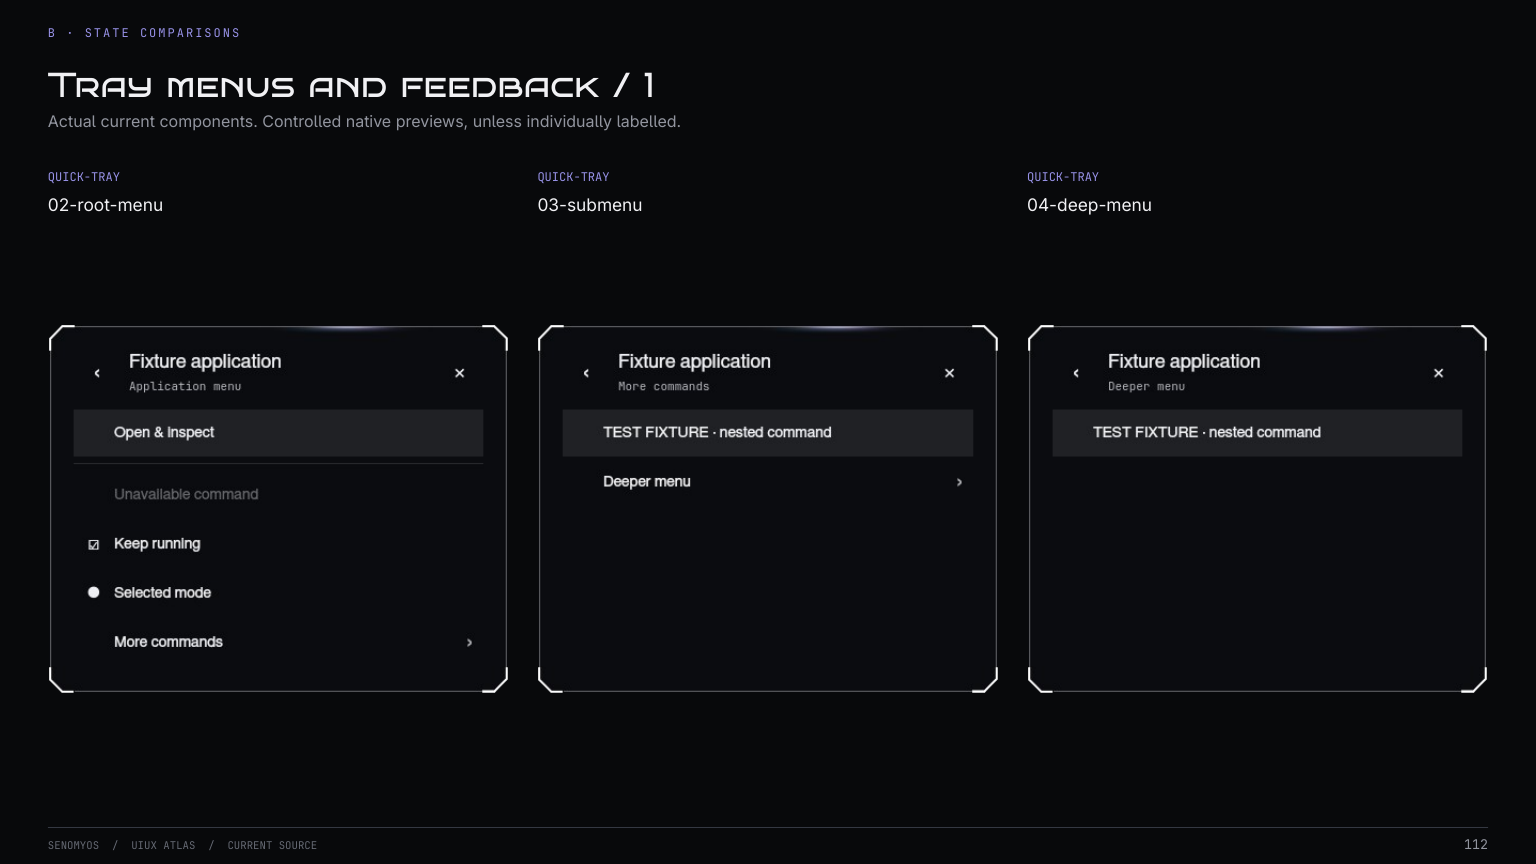 B · STATE COMPARISONS
Tray menus and feedback / 1
Actual current components. Controlled native previews, unless individually labelled.
QUICK-TRAY
02-root-menu
QUICK-TRAY
03-submenu
QUICK-TRAY
04-deep-menu
Fixture application
Application menu
Open & Inspect
Unavailable command
Keep running
Selected mode
More commands
Fixture application
More commands
TEST FIXTURE · nested command
Deeper menu
Fixture application
Deeper menu
TEST FIXTURE · nested command
SENOMYOS / UIUX ATLAS / CURRENT SOURCE
112